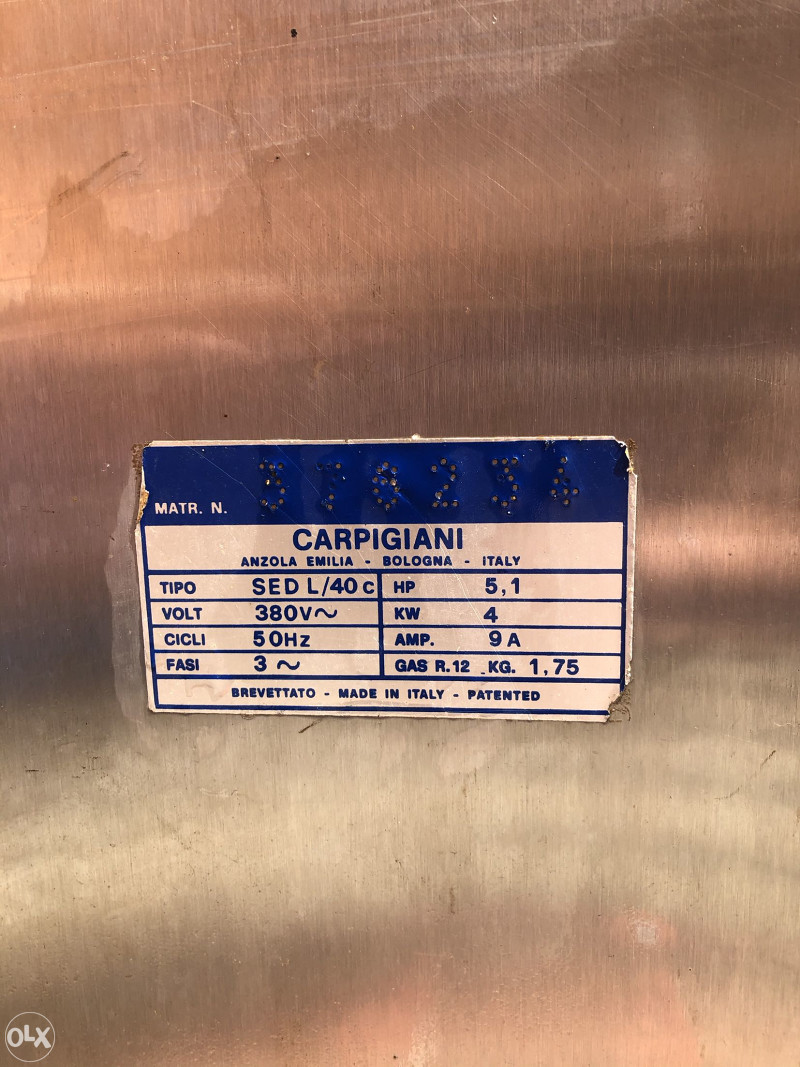 MATR. N.
CARPIGIANI
ANZOLA EMILIA - BOLOGNA - ITALY
TIPO SED L/40 C HP 5,1
VOLT 380V~ KW 4
CICLI 50Hz AMP. 9 A
FASI 3 ~ GAS R.12 KG. 1,75
BREVETTATO - MADE IN ITALY - PATENTED
OLX